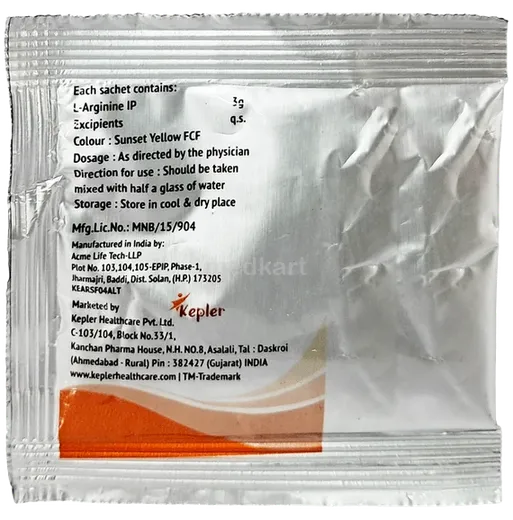 Each sachet contains:
L-Arginine IP 3g
Excipients q.s.
Colour : Sunset Yellow FCF
Dosage : As directed by the physician
Direction for use : Should be taken
mixed with half a glass of water
Storage : Store in cool & dry place
Mfg.Lic.No.: MNB/15/904
Manufactured in India by:
Acme Life Tech-LLP
Plot No. 103,104,105-EPIP, Phase-1,
Jharmajri, Baddi, Dist. Solan, (H.P.) 173205
KEARSF04ALT
Marketed by
Kepler
Kepler Healthcare Pvt. Ltd.
C-103/104, Block No.33/1,
Kanchan Pharma House, N.H. NO.8, Asalali, Tal : Daskroi
(Ahmedabad - Rural) Pin : 382427 (Gujarat) INDIA
www.keplerhealthcare.com | TM-Trademark